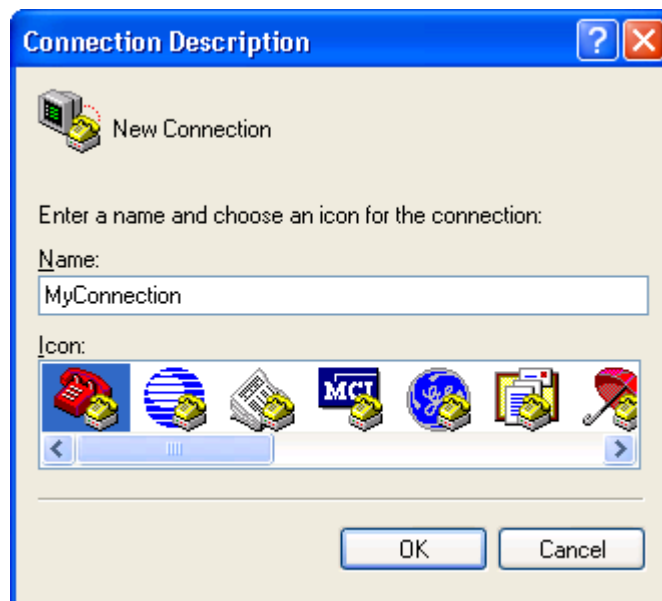 Connection Description
New Connection
Enter a name and choose an icon for the connection:
Name:
MyConnection
Icon:
MCI
OK Cancel